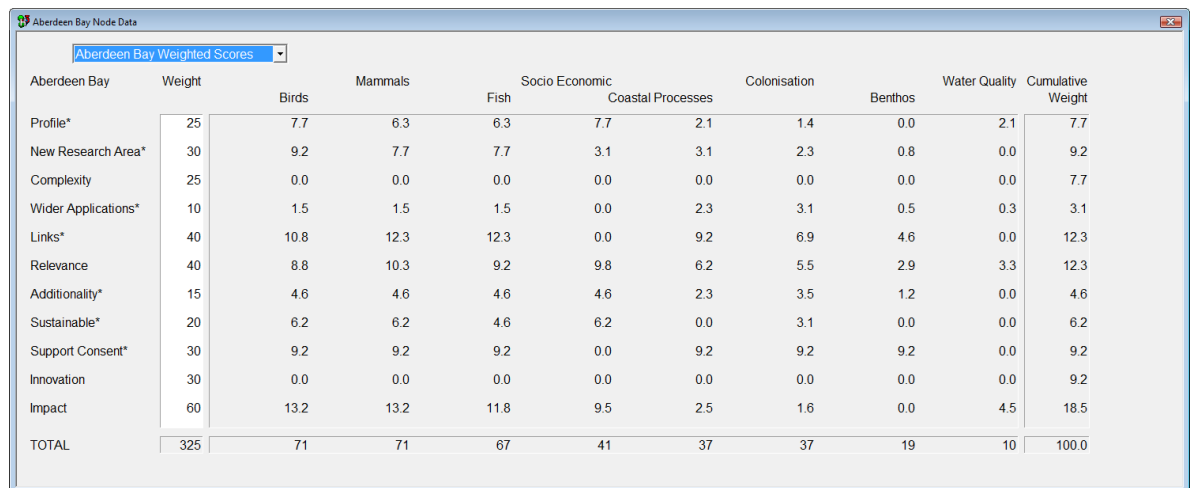 Aberdeen Bay Node Data
Aberdeen Bay Weighted Scores
Aberdeen Bay Weight Mammals Socio Economic Colonisation Water Quality Cumulative
Birds Fish Coastal Processes Benthos Weight
Profile* 25 7.7 6.3 6.3 7.7 2.1 1.4 0.0 2.1 7.7
New Research Area* 30 9.2 7.7 7.7 3.1 3.1 2.3 0.8 0.0 9.2
Complexity 25 0.0 0.0 0.0 0.0 0.0 0.0 0.0 0.0 7.7
Wider Applications* 10 1.5 1.5 1.5 0.0 2.3 3.1 0.5 0.3 3.1
Links* 40 10.8 12.3 12.3 0.0 9.2 6.9 4.6 0.0 12.3
Relevance 40 8.8 10.3 9.2 9.8 6.2 5.5 2.9 3.3 12.3
Additionality* 15 4.6 4.6 4.6 4.6 2.3 3.5 1.2 0.0 4.6
Sustainable* 20 6.2 6.2 4.6 6.2 0.0 3.1 0.0 0.0 6.2
Support Consent* 30 9.2 9.2 9.2 0.0 9.2 9.2 9.2 0.0 9.2
Innovation 30 0.0 0.0 0.0 0.0 0.0 0.0 0.0 0.0 9.2
Impact 60 13.2 13.2 11.8 9.5 2.5 1.6 0.0 4.5 18.5
TOTAL 325 71 71 67 41 37 37 19 10 100.0